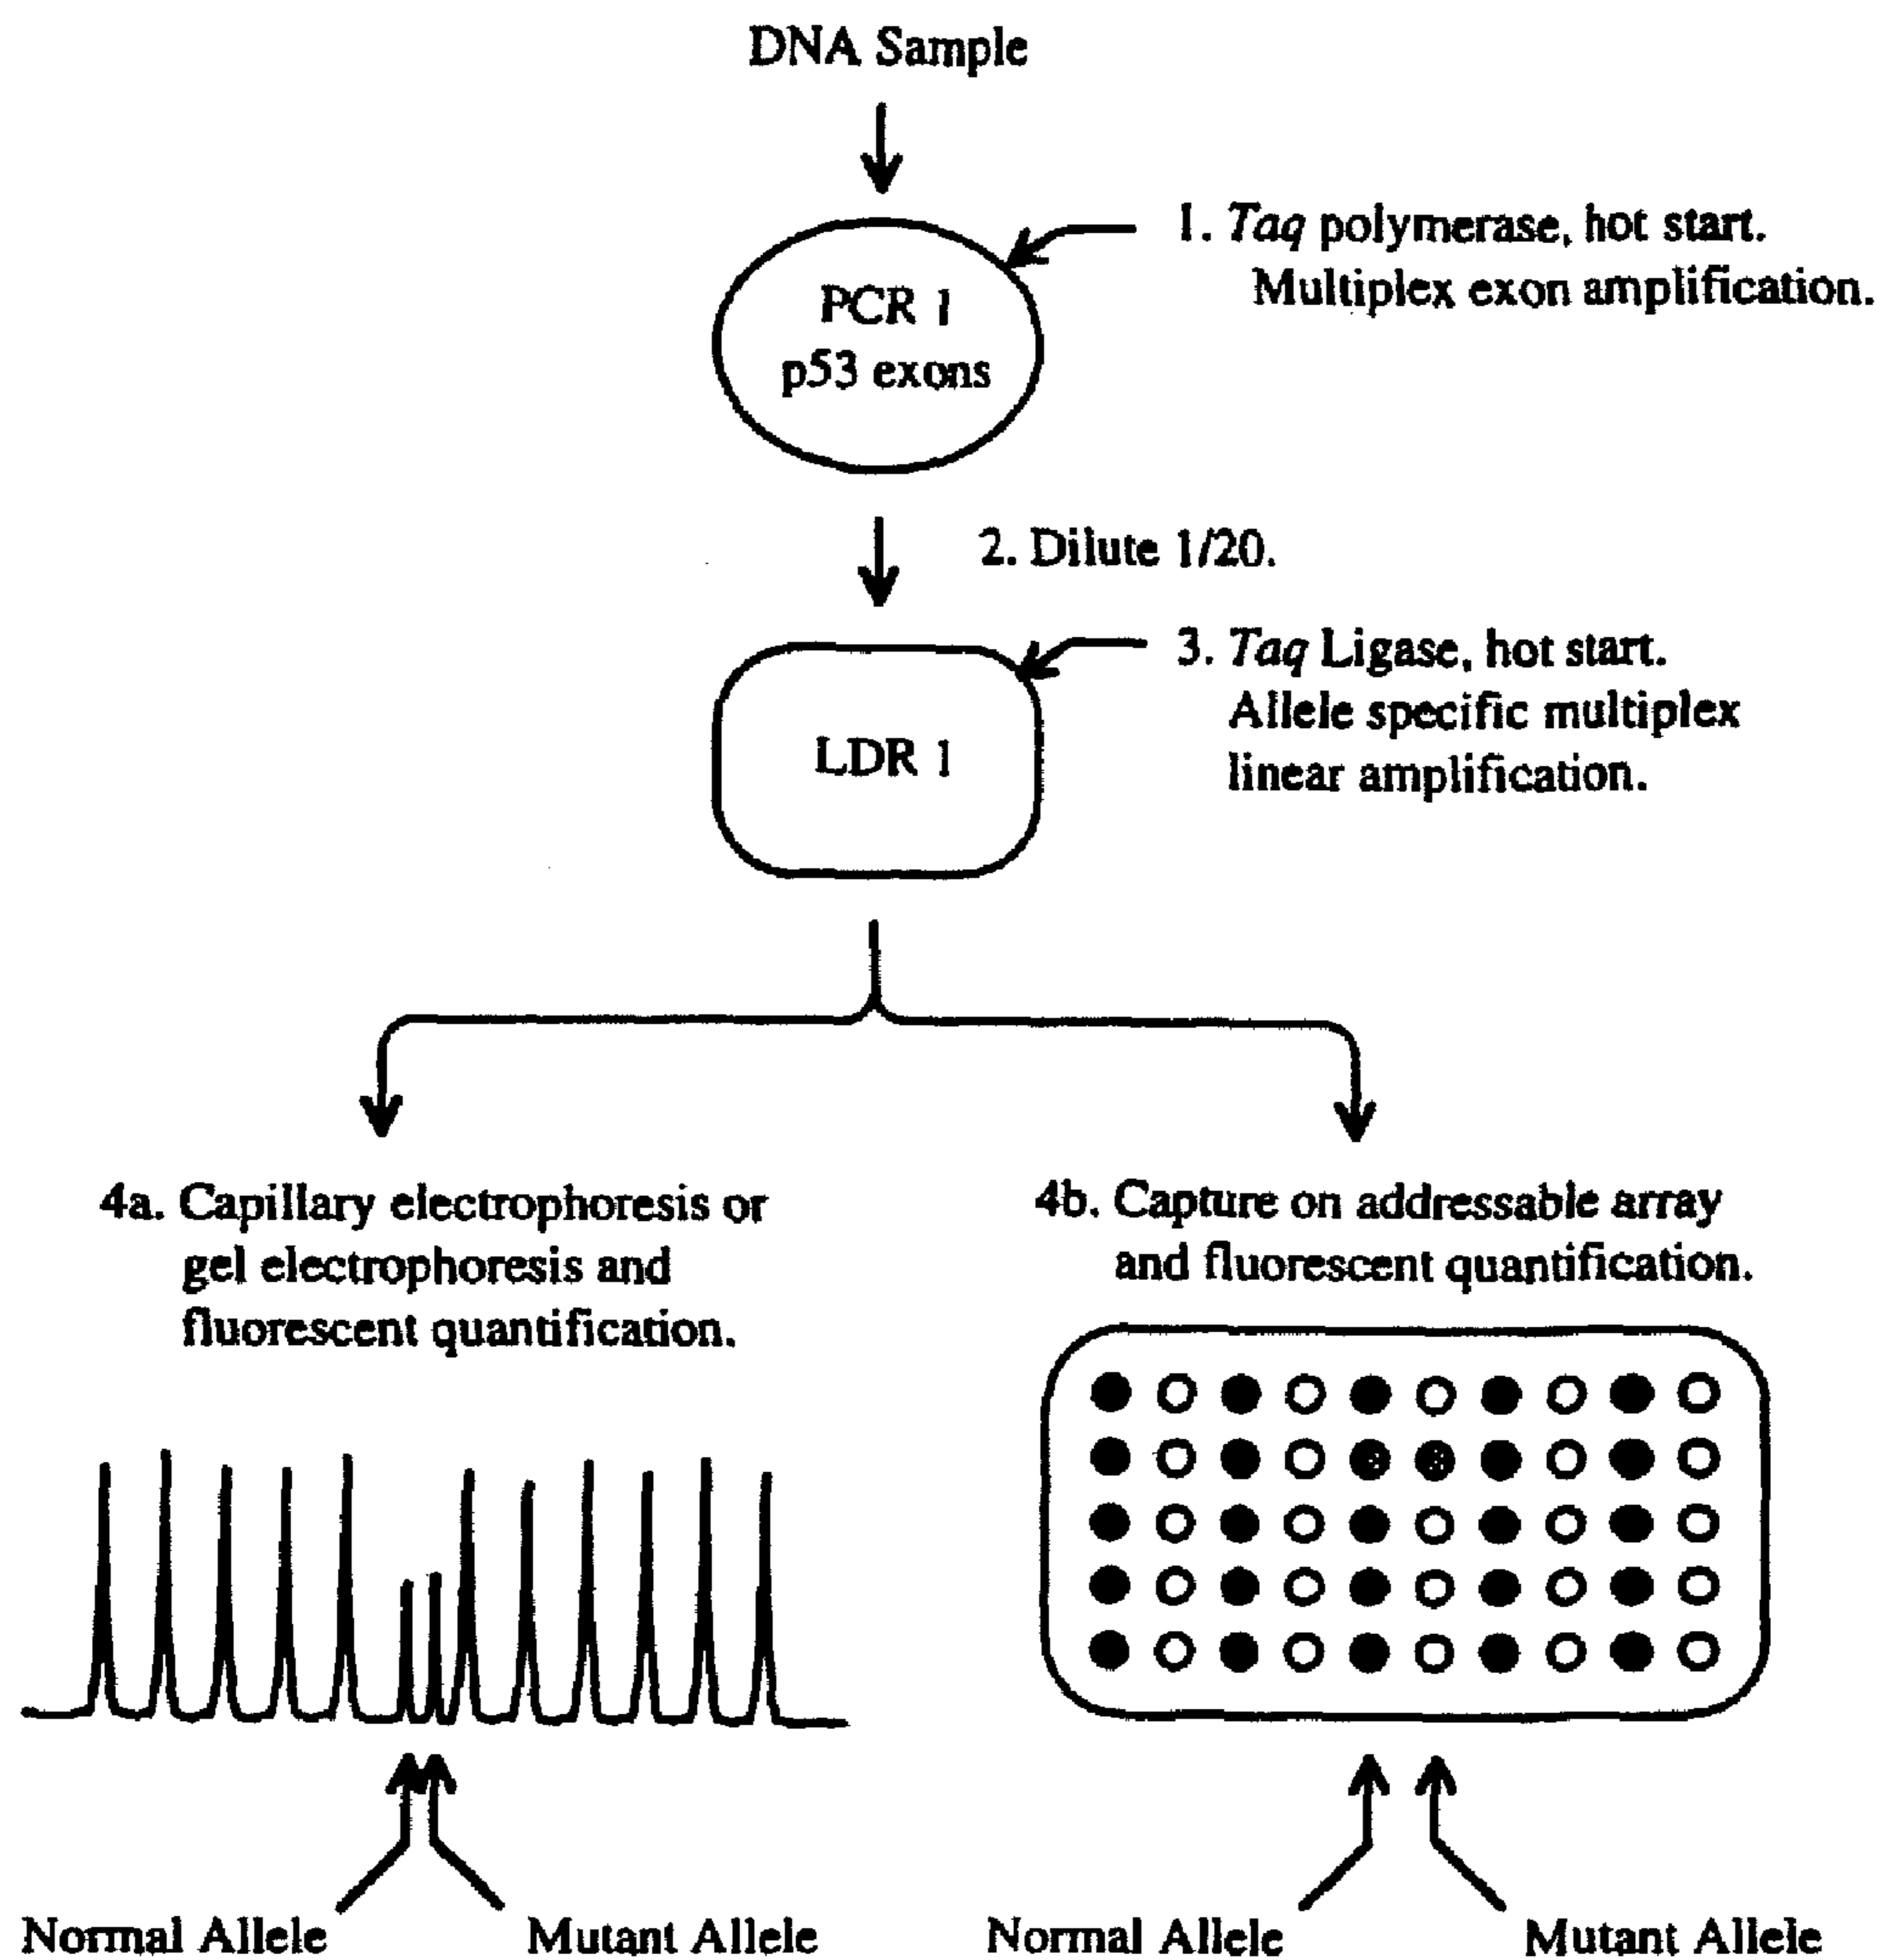 DNA Sample
1. Taq polymerase, hot start.
Multiplex exon amplification.
PCR 1
p53 exons
2. Dilute 1/20.
3. Taq Ligase, hot start.
Allele specific multiplex
linear amplification.
LDR 1
4a. Capillary electrophoresis or
gel electrophoresis and
fluorescent quantification.
4b. Capture on addressable array
and fluorescent quantification.
Normal Allele
Mutant Allele
Normal Allele
Mutant Allele